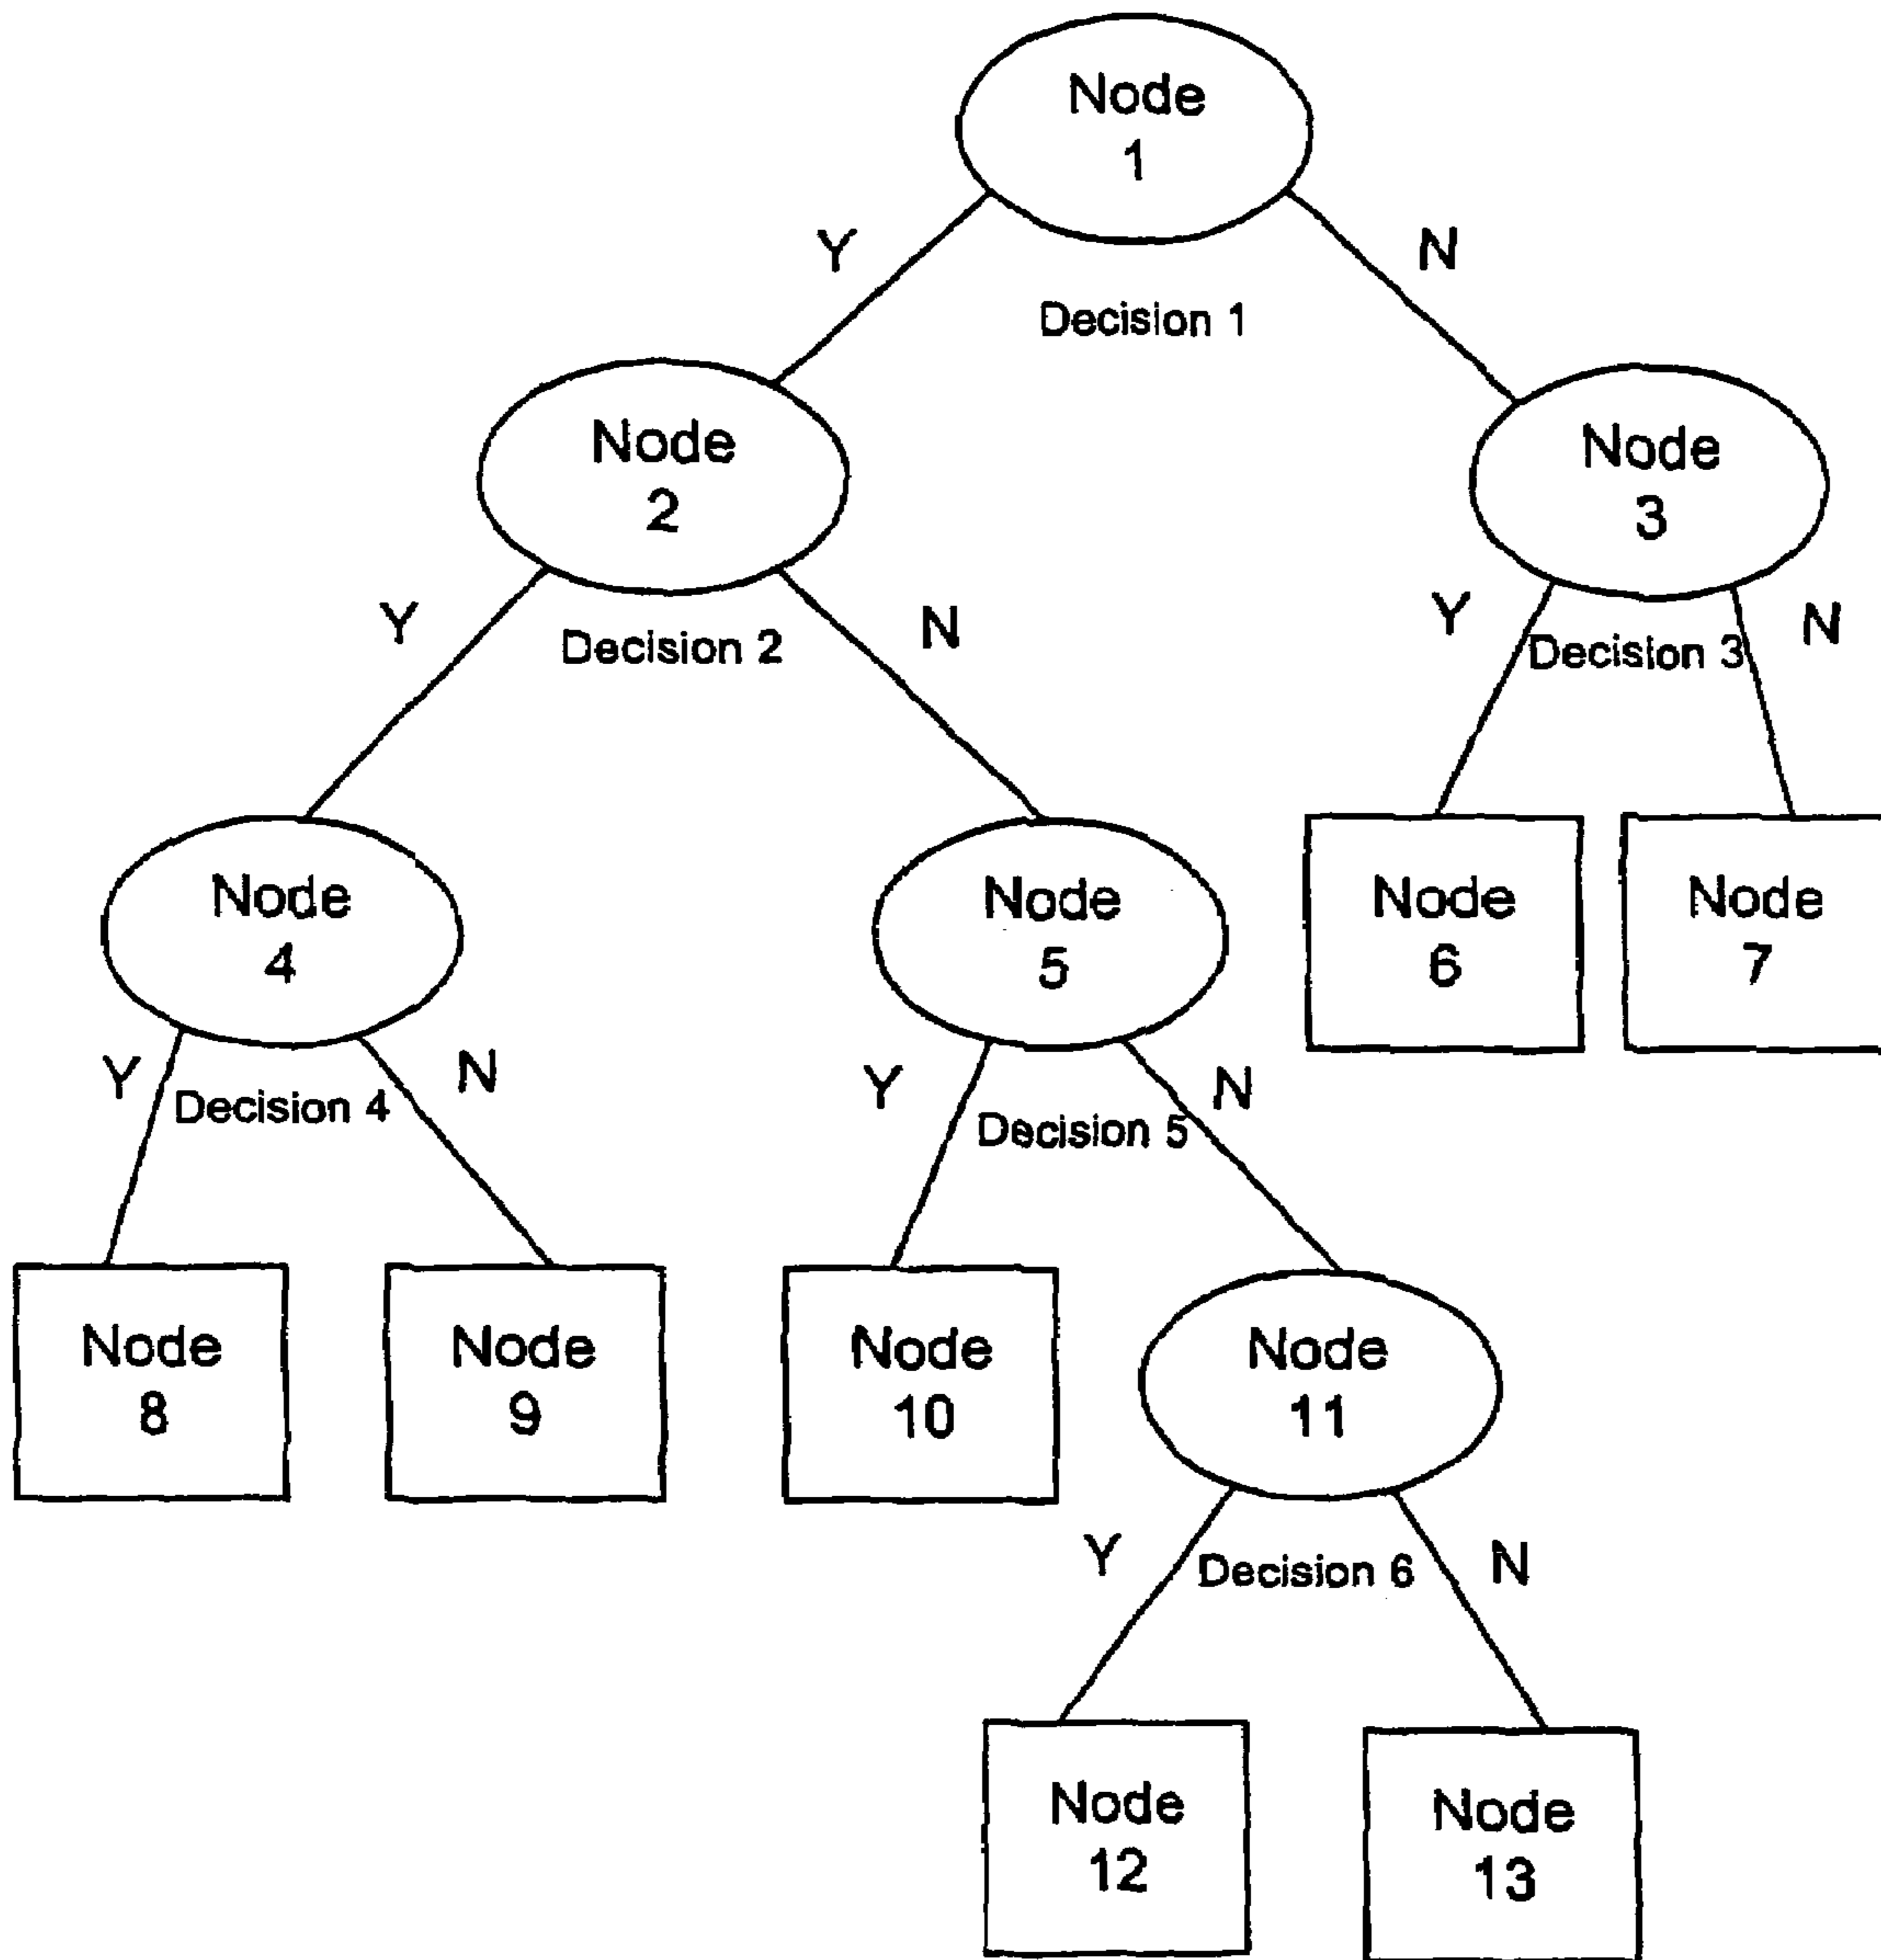 Node
1
Y
N
Decision 1
Node
2
Node
3
Y
Decision 2
N
Y
Decision 3
N
Node
4
Node
5
Node
6
Node
7
Y
Decision 4
N
Y
Decision 5
N
Node
8
Node
9
Node
10
Node
11
Y
Decision 6
N
Node
12
Node
13